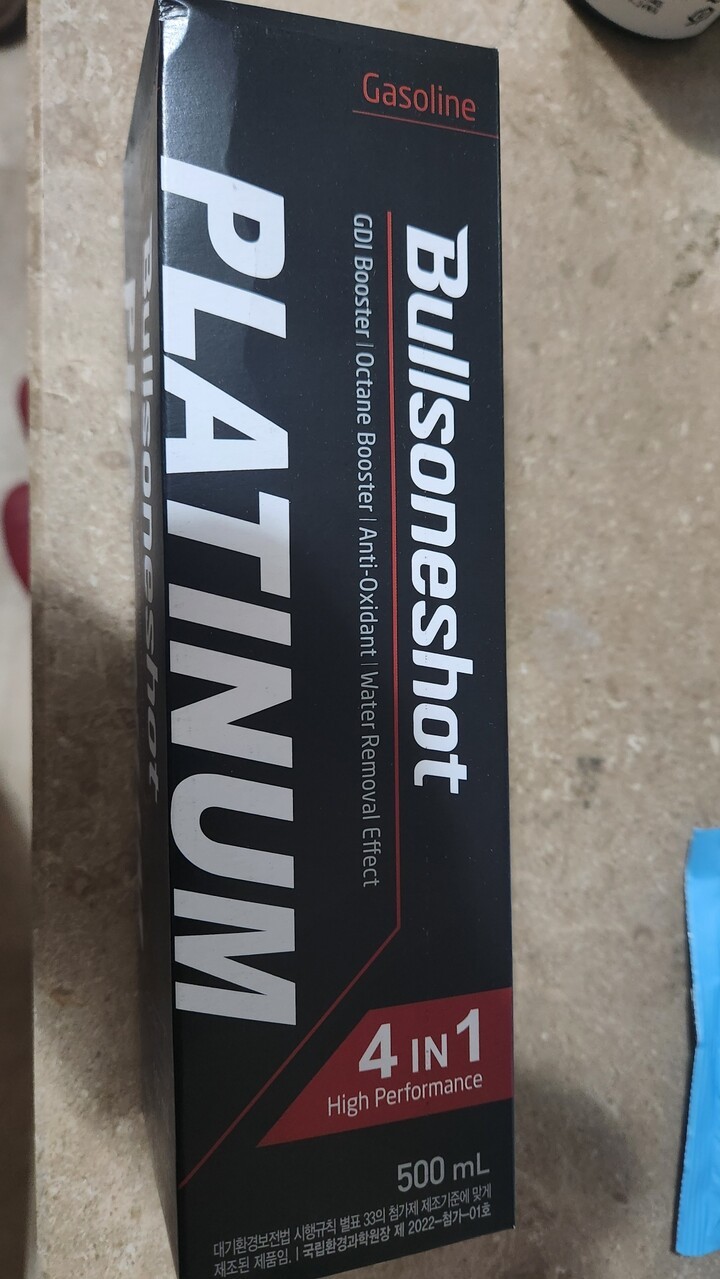 Gasoline
Bullsoneshot
GDI Booster | Octane Booster | Anti-Oxidant | Water Removal Effect
PLATINUM
4 IN 1
High Performance
500 mL
대기환경보전법 시행규칙 별표 33의 첨가제 제조기준에 맞게
제조된 제품임. | 국립환경과학원장 제 2022-첨가-01호
Bullsoneshot